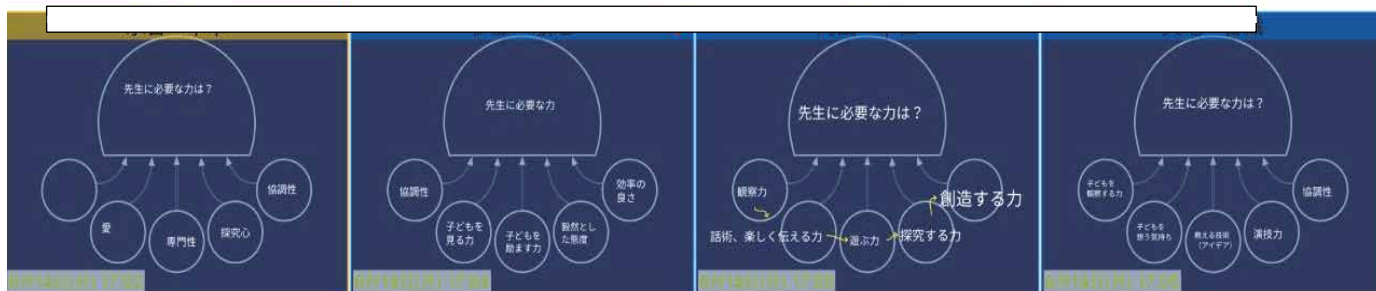 先生に必要な力は？
愛
専門性
探究心
協調性
先生に必要な力
協調性
子どもを
見る力
子どもを
励ます力
毅然とし
た態度
効率の
良さ
先生に必要な力は？
観察力
話術、楽しく伝える力
遊ぶ力
探究する力
創造する力
先生に必要な力は？
子どもを
観察する力
子どもを
想う気持ち
教える技術
（アイデア）
演技力
協調性